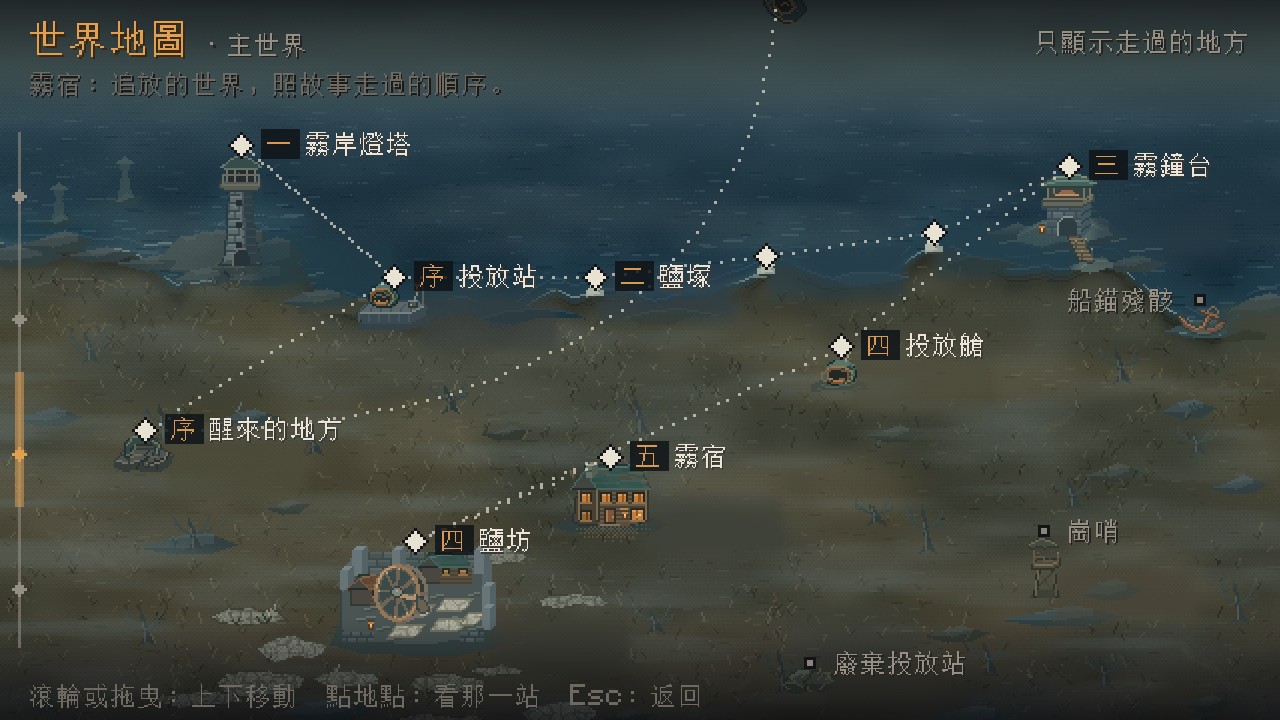 世界地圖 · 主世界
只顯示走過的地方
霧宿：追放的世界，照故事走過的順序。
一 霧岸燈塔
三 霧鐘台
序 投放站
二 鹽塚
船錨殘骸
四 投放艙
序 醒來的地方
五 霧宿
四 鹽坊
崗哨
廢棄投放站
滾輪或拖曳：上下移動 點地點：看那一站 Esc：返回